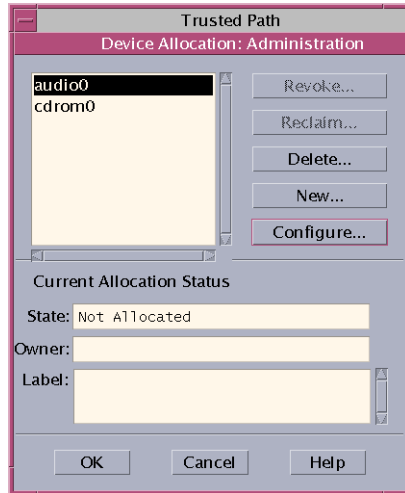 Trusted Path
Device Allocation: Administration
audio0
cdrom0
Revoke...
Reclaim...
Delete...
New...
Configure...
Current Allocation Status
State: Not Allocated
Owner:
Label:
OK Cancel Help